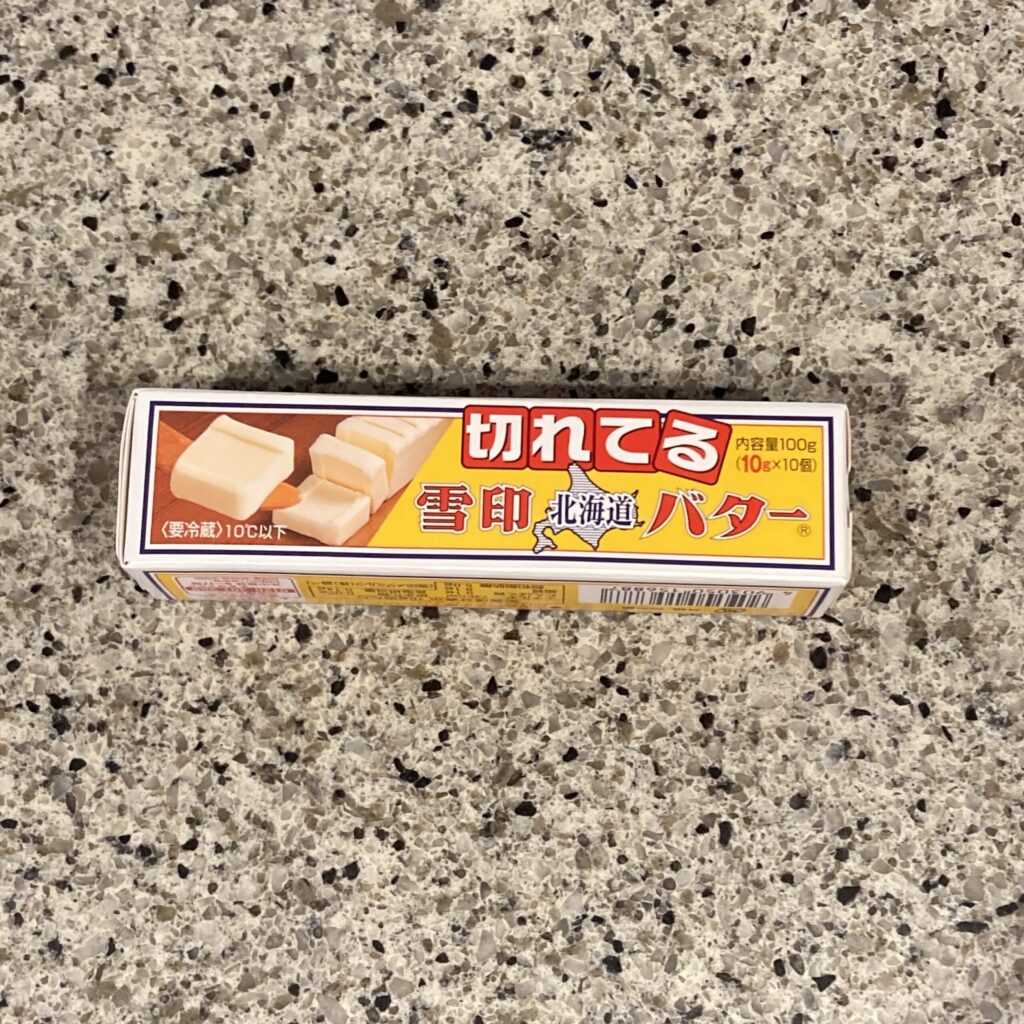 切れてる
内容量100g
(10g×10個)
雪印 北海道 バター®
〈要冷蔵〉10℃以下